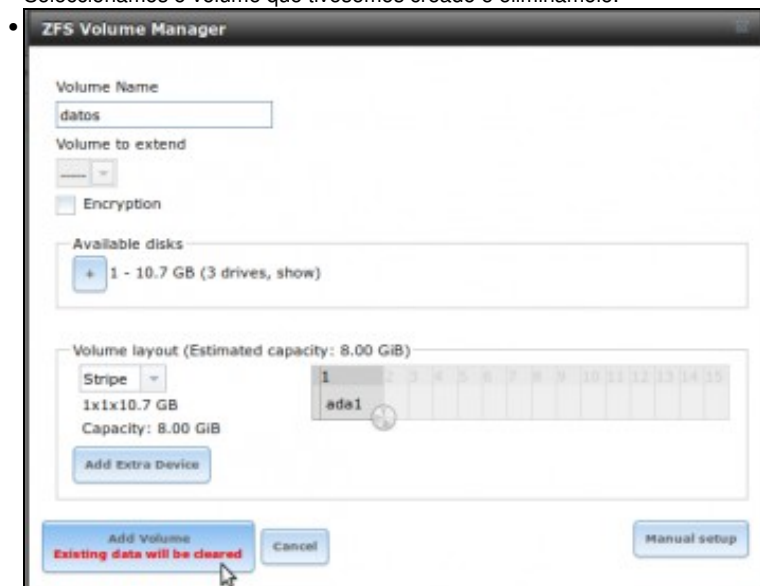 Seleccionamos o volume que tivesemos creado e eliminámolo.
ZFS Volume Manager
Volume Name
datos
Volume to extend
-----
Encryption
Available disks
+ 1 - 10.7 GB (3 drives, show)
Volume layout (Estimated capacity: 8.00 GiB)
Stripe
1 2 3 4 5 6 7 8 9 10 11 12 13 14 15
1x1x10.7 GB
ada1
Capacity: 8.00 GiB
Add Extra Device
Add Volume
Existing data will be cleared
Cancel
Manual setup